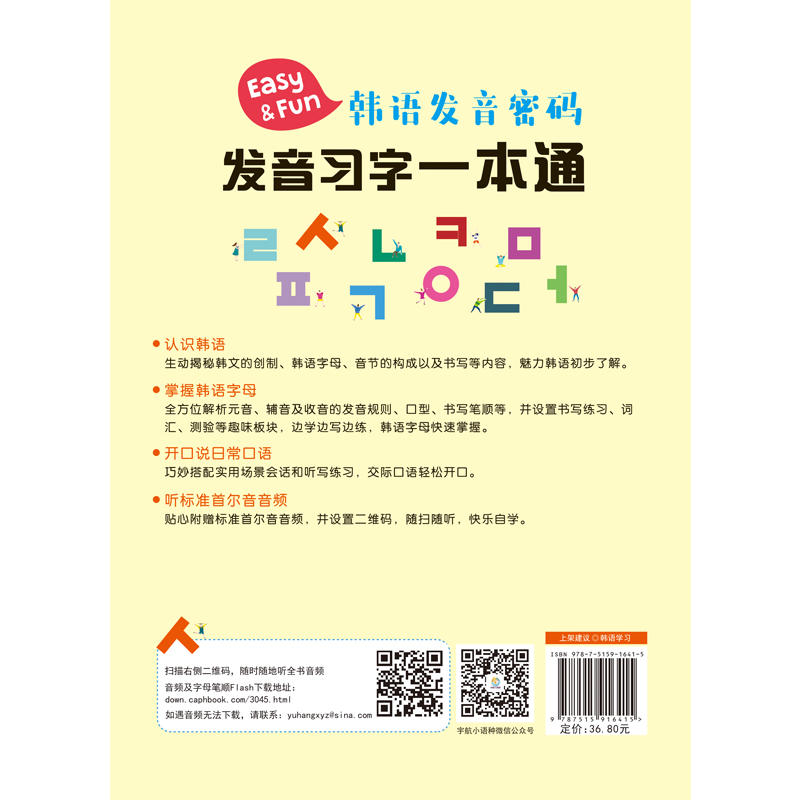 Easy
& Fun
韩语发音密码
发音习字一本通
ㄹ ㅅ ㄴ ㅋ ㅁ
ㅍ ㄱ ㅇ ㄷ ㅓ
认识韩语
生动揭秘韩文的创制、韩语字母、音节的构成以及书写等内容，魅力韩语初步了解。
掌握韩语字母
全方位解析元音、辅音及收音的发音规则、口型、书写笔顺等，并设置书写练习、词
汇、测验等趣味板块，边学边写边练，韩语字母快速掌握。
开口说日常口语
巧妙搭配实用场景会话和听写练习，交际口语轻松开口。
听标准首尔音音频
贴心附赠标准首尔音音频，并设置二维码，随扫随听，快乐自学。
扫描右侧二维码，随时随地听全书音频
音频及字母笔顺Flash下载地址：
down.caphbook.com/3045.html
如遇音频无法下载，请联系：yuhangxyz@sina.com
宇航小语种微信公众号
上架建议◎韩语学习
ISBN 978-7-5159-1641-5
9 787515 916415 >
定价：36.80元